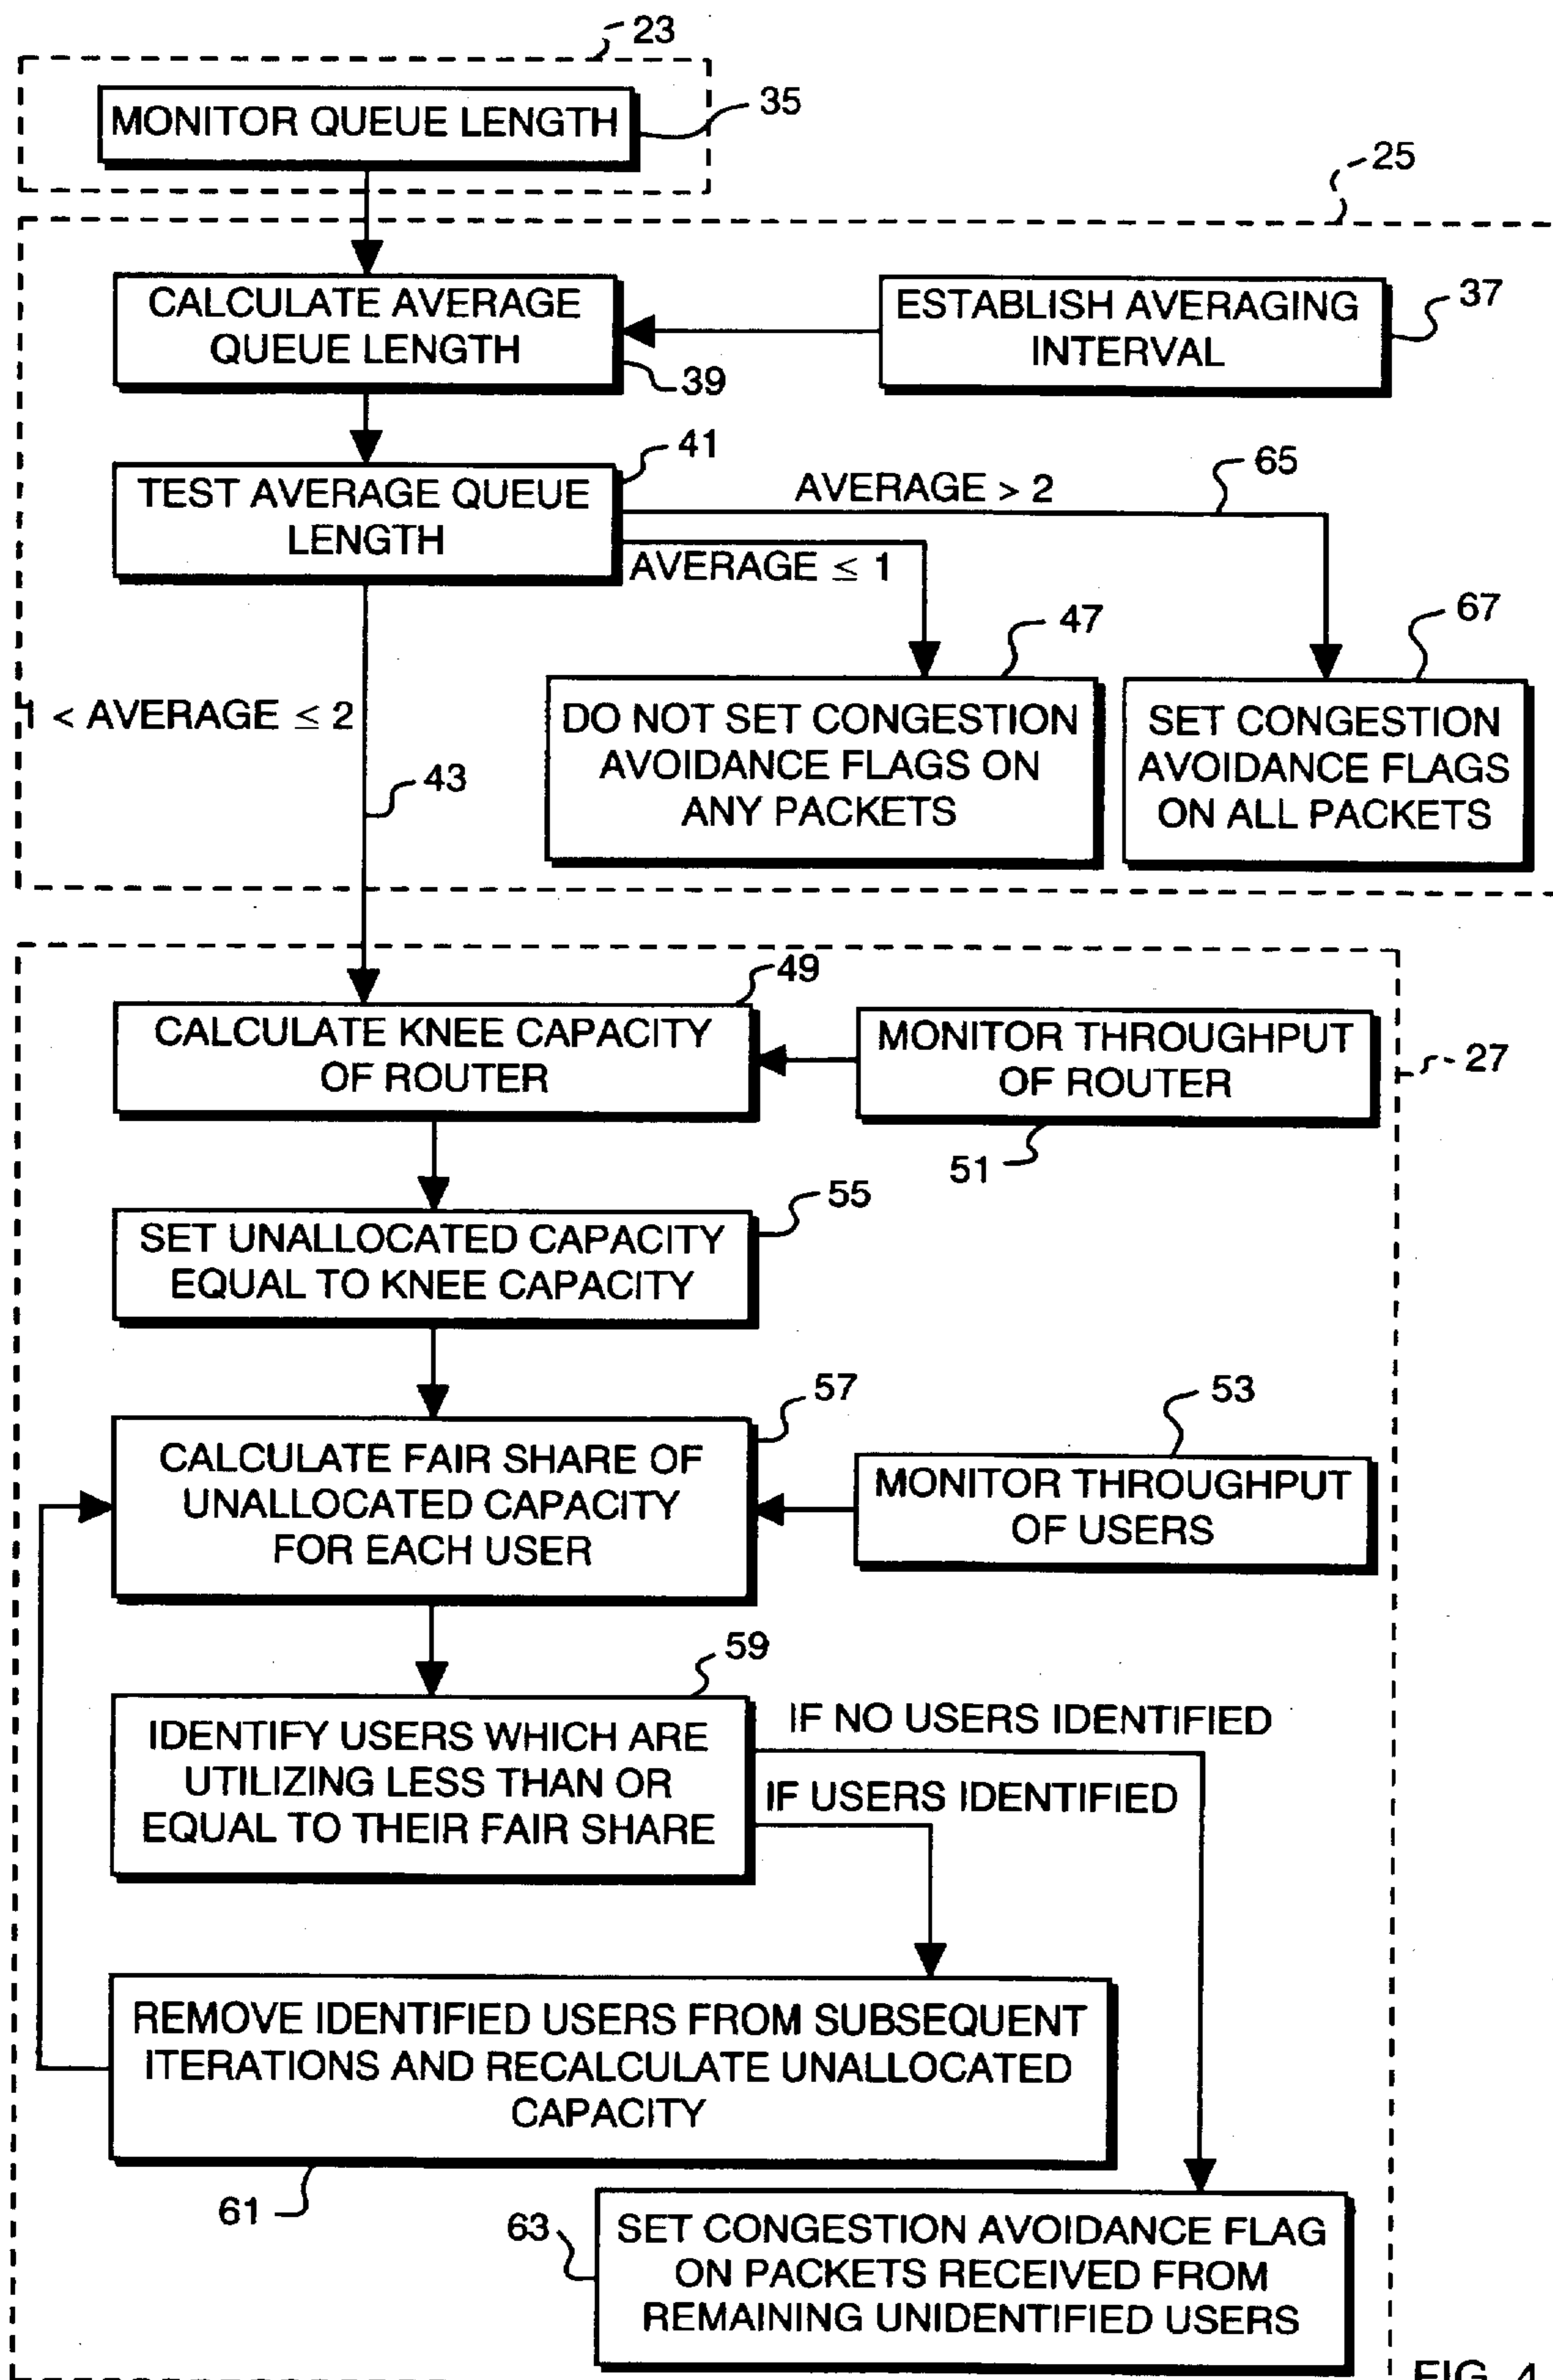 23
MONITOR QUEUE LENGTH
35
25
CALCULATE AVERAGE
QUEUE LENGTH
39
ESTABLISH AVERAGING
INTERVAL
37
41
TEST AVERAGE QUEUE
LENGTH
AVERAGE > 2
65
AVERAGE ≤ 1
47
67
1 < AVERAGE ≤ 2
43
DO NOT SET CONGESTION
AVOIDANCE FLAGS ON
ANY PACKETS
SET CONGESTION
AVOIDANCE FLAGS
ON ALL PACKETS
49
CALCULATE KNEE CAPACITY
OF ROUTER
MONITOR THROUGHPUT
OF ROUTER
27
51
55
SET UNALLOCATED CAPACITY
EQUAL TO KNEE CAPACITY
57
53
CALCULATE FAIR SHARE OF
UNALLOCATED CAPACITY
FOR EACH USER
MONITOR THROUGHPUT
OF USERS
59
IDENTIFY USERS WHICH ARE
UTILIZING LESS THAN OR
EQUAL TO THEIR FAIR SHARE
IF NO USERS IDENTIFIED
IF USERS IDENTIFIED
REMOVE IDENTIFIED USERS FROM SUBSEQUENT
ITERATIONS AND RECALCULATE UNALLOCATED
CAPACITY
61
63
SET CONGESTION AVOIDANCE FLAG
ON PACKETS RECEIVED FROM
REMAINING UNIDENTIFIED USERS
FIG. 4